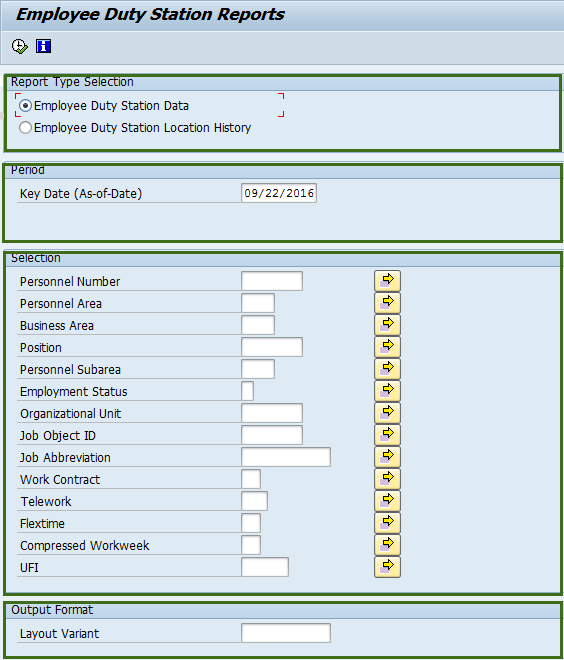 Employee Duty Station Reports
Report Type Selection
Employee Duty Station Data
Employee Duty Station Location History
Period
Key Date (As-of-Date) 09/22/2016
Selection
Personnel Number
Personnel Area
Business Area
Position
Personnel Subarea
Employment Status
Organizational Unit
Job Object ID
Job Abbreviation
Work Contract
Telework
Flextime
Compressed Workweek
UFI
Output Format
Layout Variant